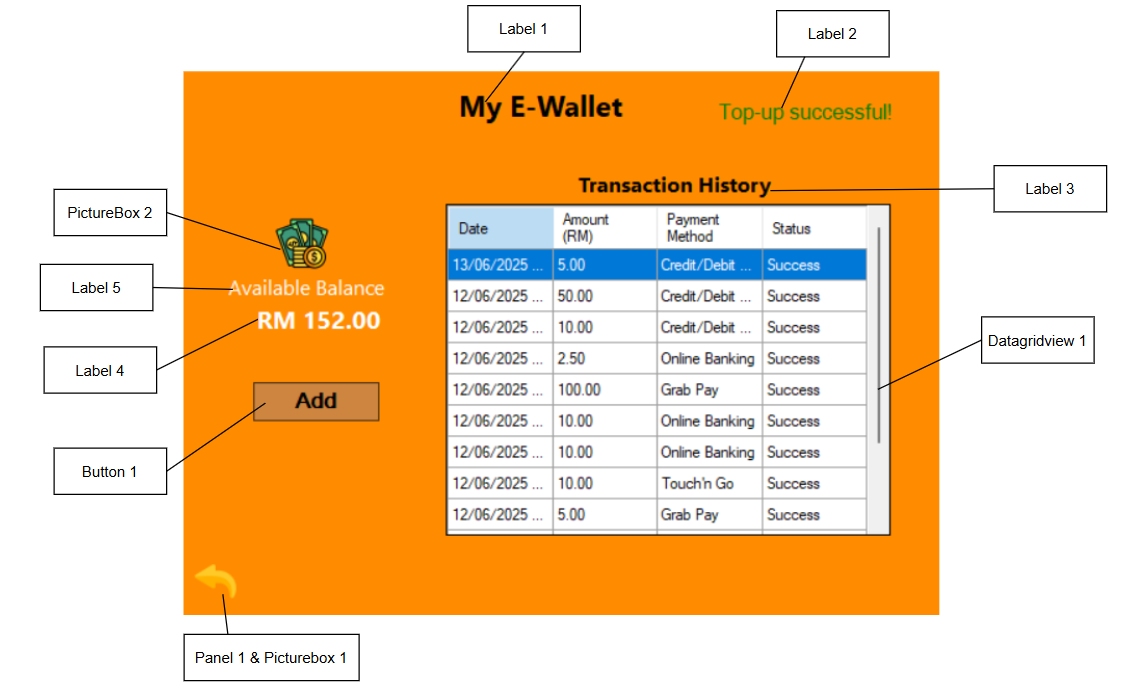 Label 1
Label 2
My E-Wallet
Top-up successful!
Transaction History
Label 3
PictureBox 2
Date
Amount
(RM)
Payment
Method
Status
13/06/2025 ... 5.00 Credit/Debit ... Success
12/06/2025 ... 50.00 Credit/Debit ... Success
12/06/2025 ... 10.00 Credit/Debit ... Success
12/06/2025 ... 2.50 Online Banking Success
12/06/2025 ... 100.00 Grab Pay Success
12/06/2025 ... 10.00 Online Banking Success
12/06/2025 ... 10.00 Online Banking Success
12/06/2025 ... 10.00 Touch'n Go Success
12/06/2025 ... 5.00 Grab Pay Success
Label 5
Available Balance
RM 152.00
Label 4
Datagridview 1
Add
Button 1
Panel 1 & Picturebox 1